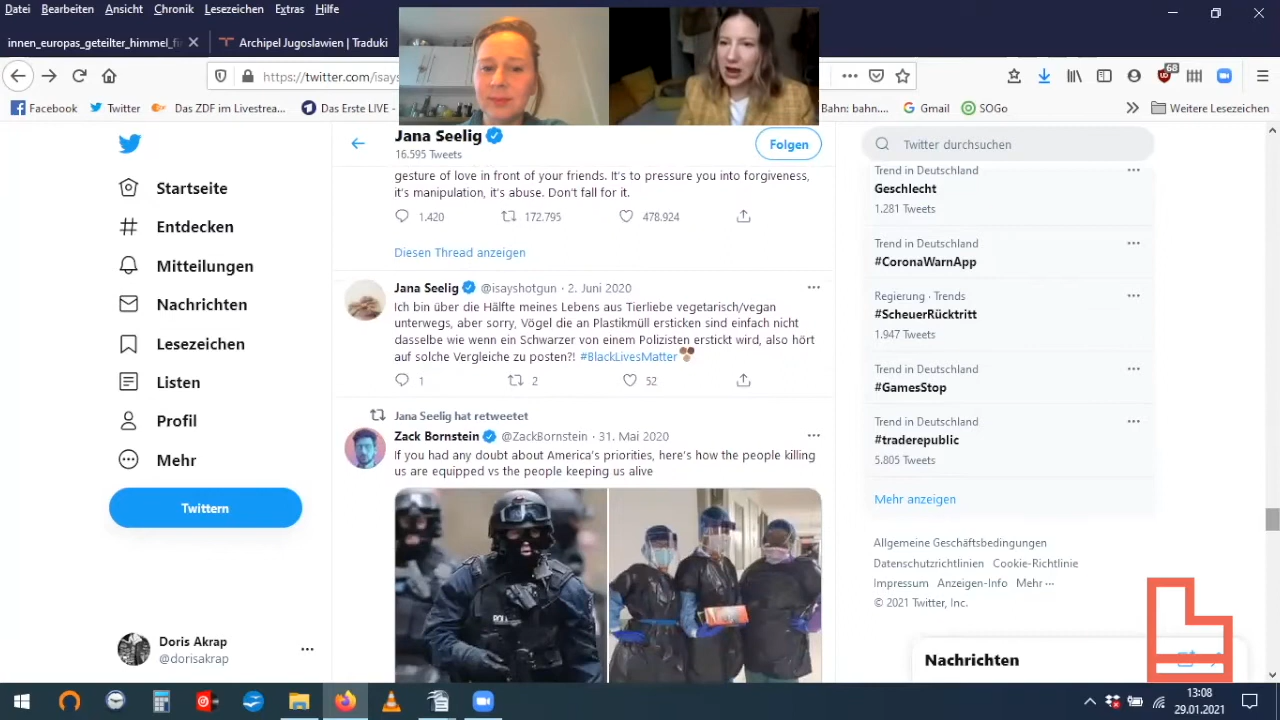 Datei Bearbeiten Ansicht Chronik Lesezeichen Extras Hilfe
innen_europas_geteilter_himmel_fi
Archipel Jugoslawien | Traduki
https://twitter.com/isays
68
Facebook
Twitter
Das ZDF im Livestrea...
Das Erste LIVE -
Bahn: bahn....
Gmail
SOGo
Weitere Lesezeichen
Startseite
Entdecken
Mitteilungen
Nachrichten
Lesezeichen
Listen
Profil
Mehr
Twittern
Doris Akrap
@dorisakrap
Jana Seelig
16.595 Tweets
Folgen
gesture of love in front of your friends. It's to pressure you into forgiveness,
it's manipulation, it's abuse. Don't fall for it.
1.420 172.795 478.924
Diesen Thread anzeigen
Jana Seelig @isayshotgun · 2. Juni 2020
Ich bin über die Hälfte meines Lebens aus Tierliebe vegetarisch/vegan
unterwegs, aber sorry, Vögel die an Plastikmüll ersticken sind einfach nicht
dasselbe wie wenn ein Schwarzer von einem Polizisten erstickt wird, also hört
auf solche Vergleiche zu posten?! #BlackLivesMatter
1 2 52
Jana Seelig hat retweetet
Zack Bornstein @ZackBornstein · 31. Mai 2020
If you had any doubt about America's priorities, here's how the people killing
us are equipped vs the people keeping us alive
Twitter durchsuchen
Trend in Deutschland
Geschlecht
1.281 Tweets
Trend in Deutschland
#CoronaWarnApp
Regierung · Trends
#ScheuerRücktritt
1.947 Tweets
Trend in Deutschland
#GamesStop
Trend in Deutschland
#traderepublic
5.805 Tweets
Mehr anzeigen
Allgemeine Geschäftsbedingungen
Datenschutzrichtlinien Cookie-Richtlinie
Impressum Anzeigen-Info Mehr ···
© 2021 Twitter, Inc.
Nachrichten
13:08
29.01.2021